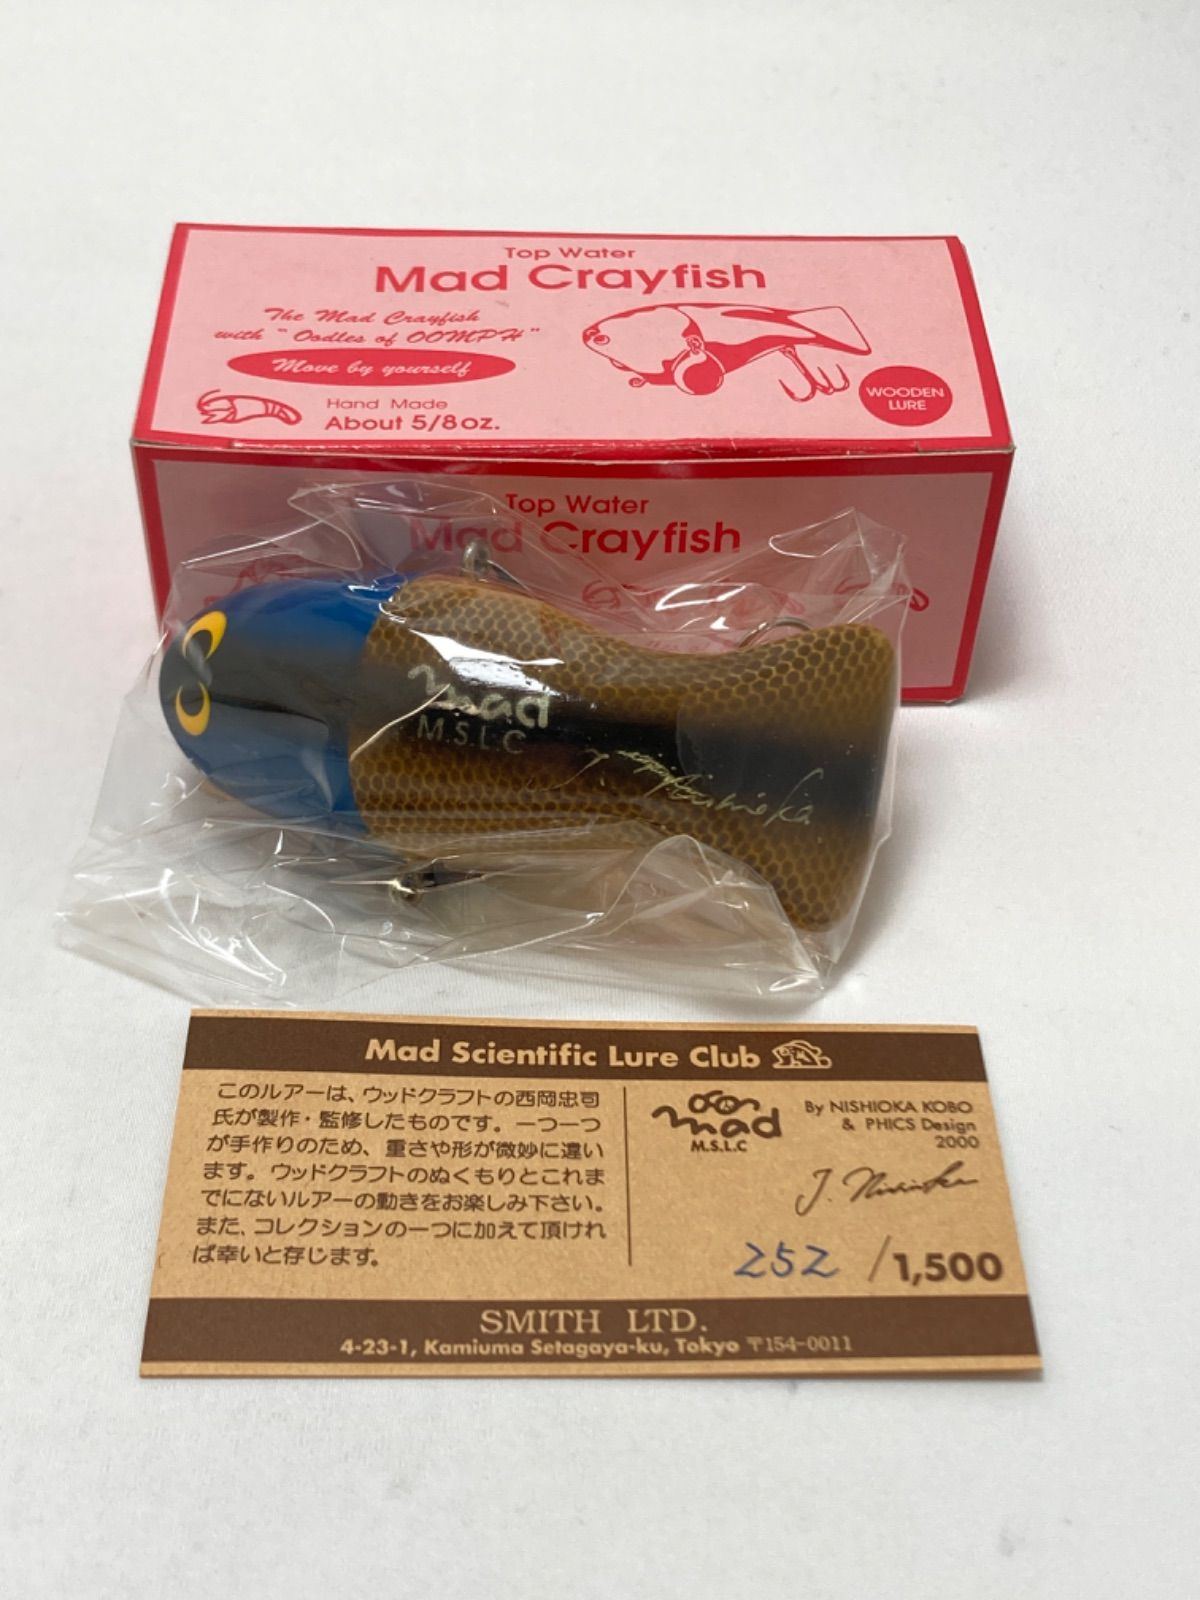 Top Water
Mad Crayfish
The Mad Crayfish
with "Oodles of OOMPH"
Move by yourself
Hand Made
About 5/8oz.
WOODEN
LURE
Top Water
Mad Crayfish
mad
M.S.L.C
Mad Scientific Lure Club
このルアーは、ウッドクラフトの西岡忠司
氏が製作・監修したものです。一つ一つ
が手作りのため、重さや形が微妙に違い
ます。ウッドクラフトのぬくもりとこれま
でにないルアーの動きをお楽しみ下さい。
また、コレクションの一つに加えて頂けれ
ば幸いと存じます。
mad
M.S.L.C
By NISHIOKA KOBO
& PHICS Design
2000
J. Nishioka
252 /1,500
SMITH LTD.
4-23-1, Kamiuma Setagaya-ku, Tokyo 〒154-0011